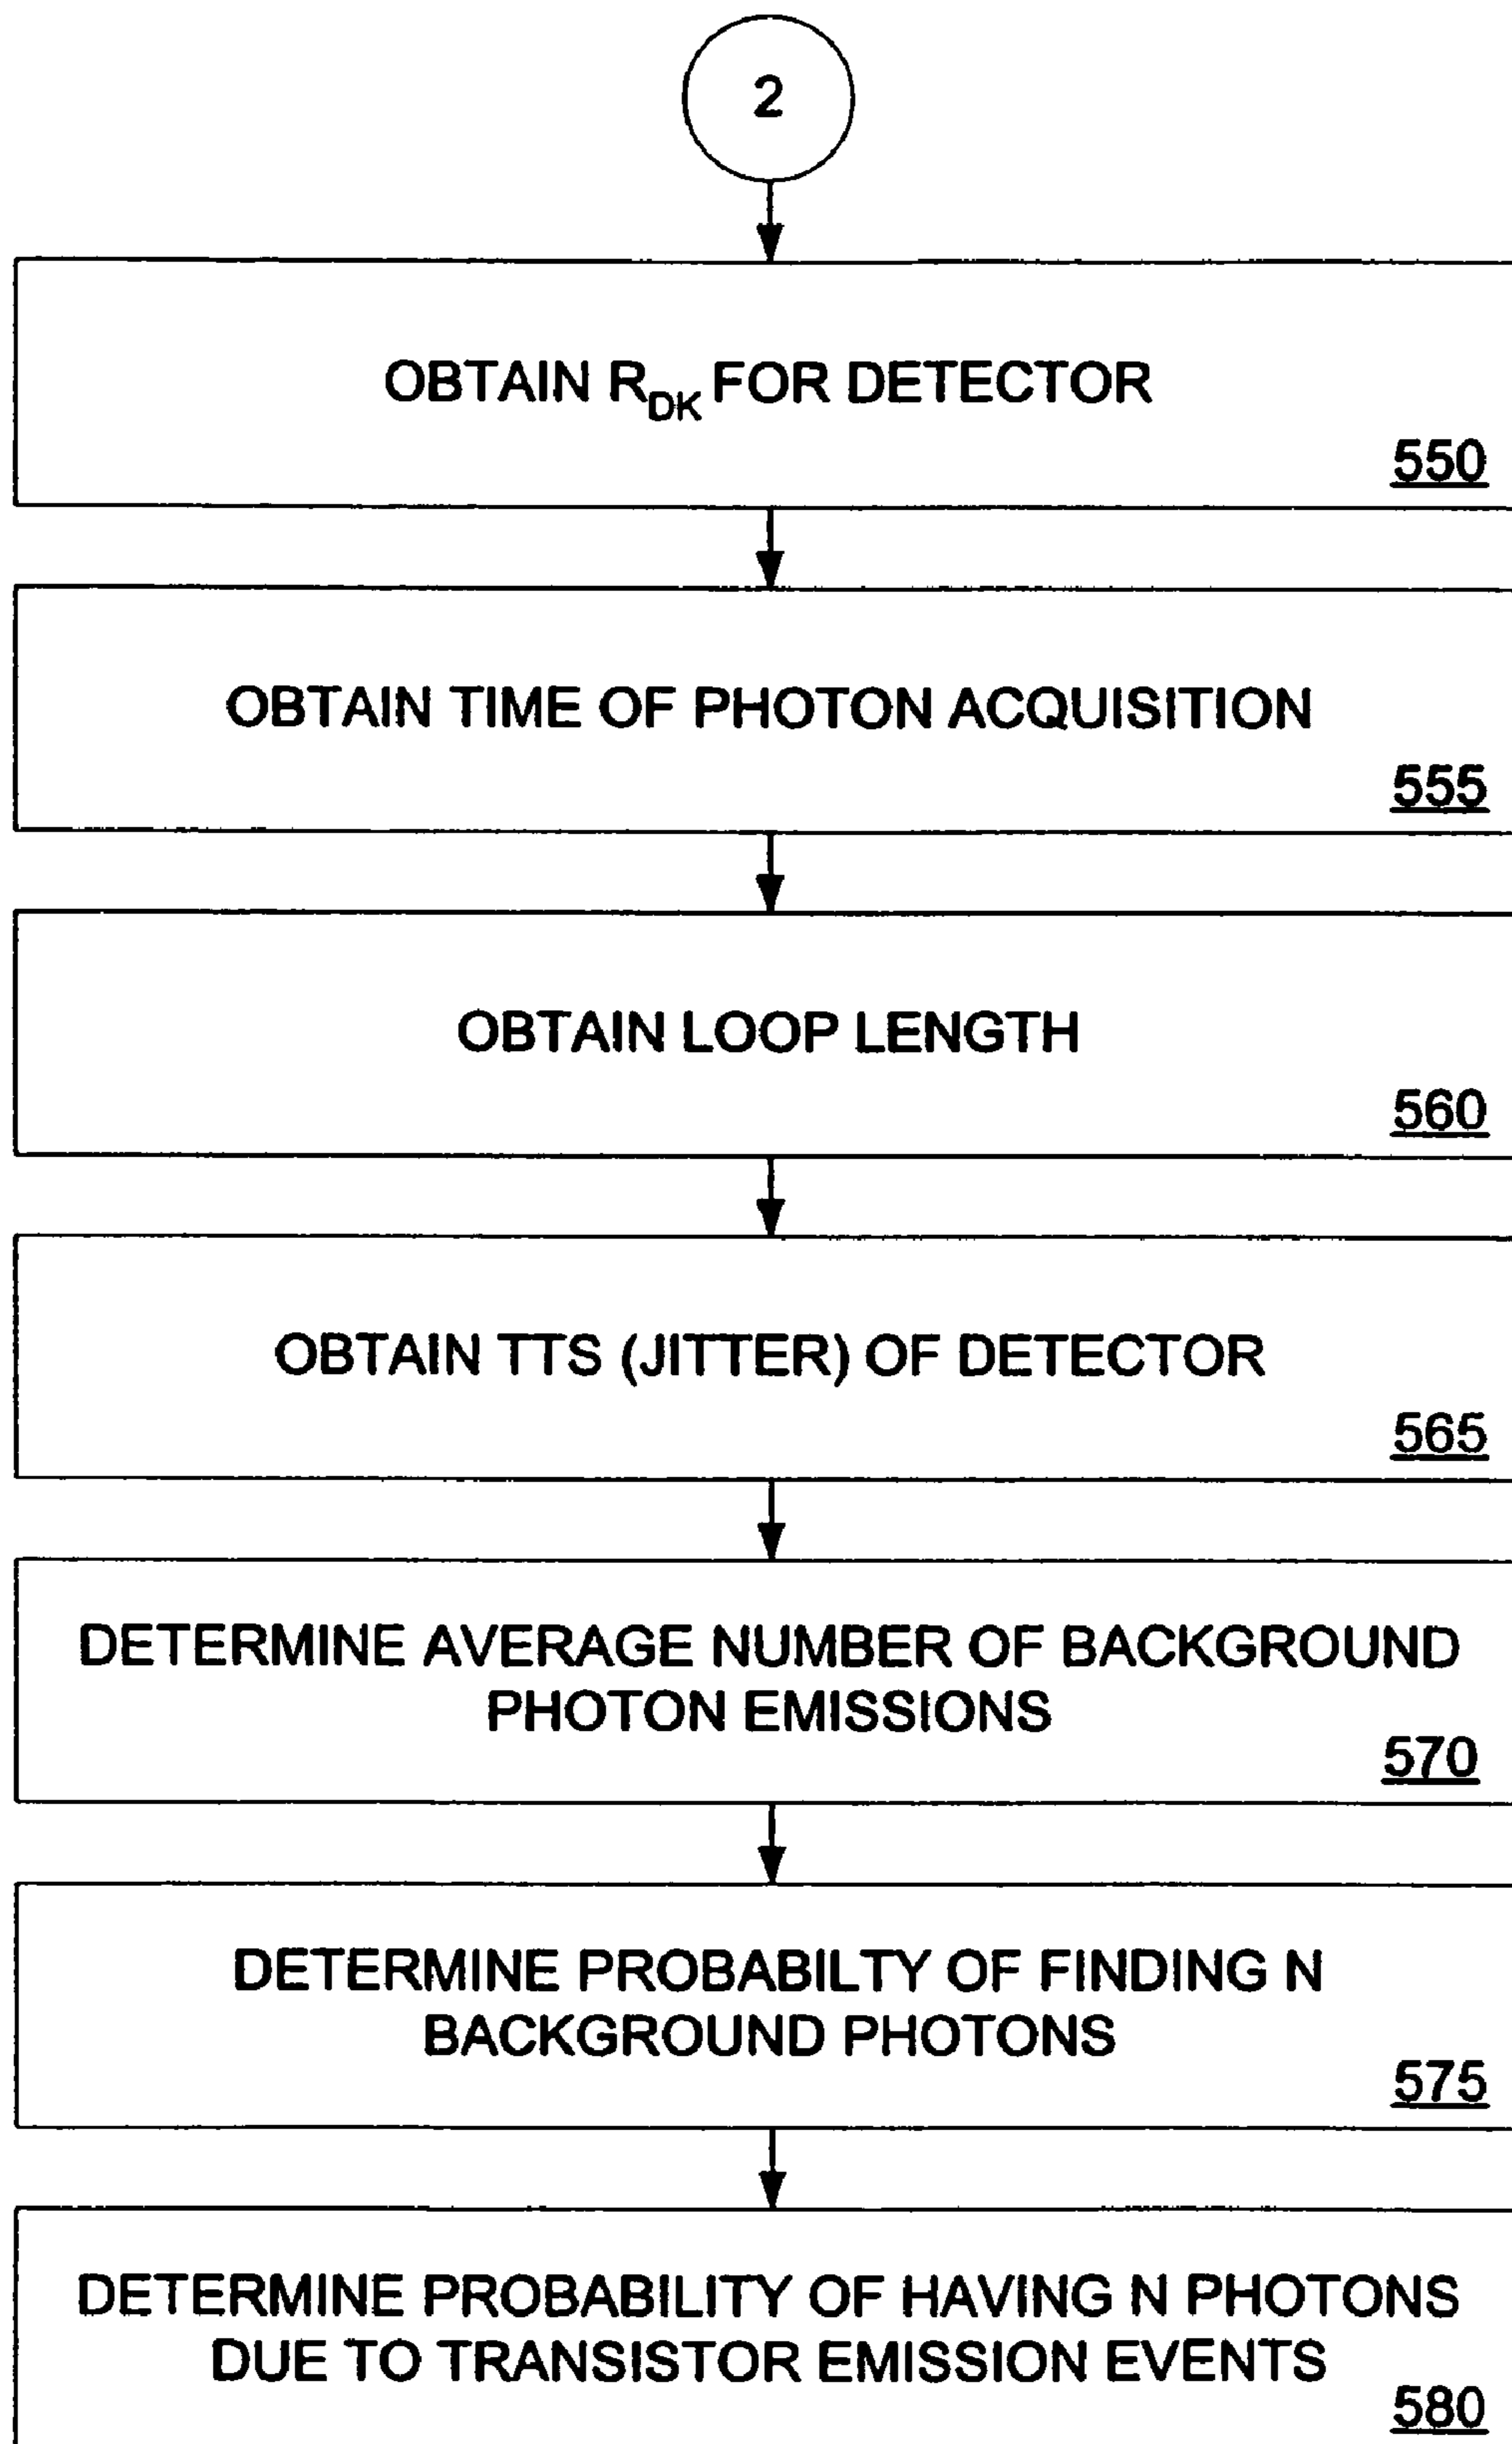 2
OBTAIN R_DK FOR DETECTOR
550
OBTAIN TIME OF PHOTON ACQUISITION
555
OBTAIN LOOP LENGTH
560
OBTAIN TTS (JITTER) OF DETECTOR
565
DETERMINE AVERAGE NUMBER OF BACKGROUND
PHOTON EMISSIONS
570
DETERMINE PROBABILTY OF FINDING N
BACKGROUND PHOTONS
575
DETERMINE PROBABILITY OF HAVING N PHOTONS
DUE TO TRANSISTOR EMISSION EVENTS
580